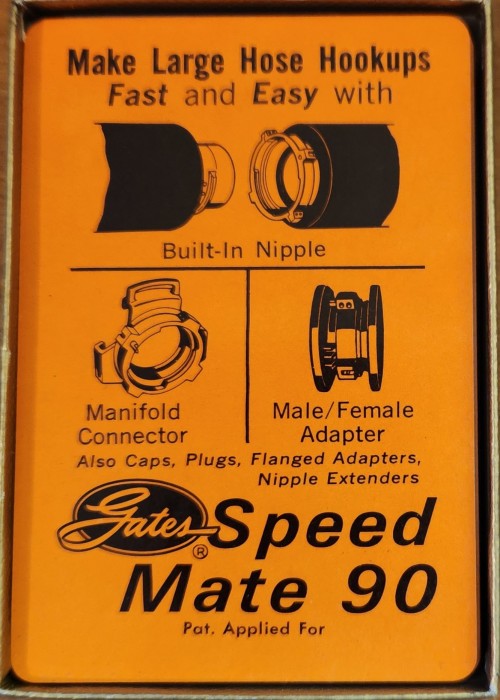 Make Large Hose Hookups
Fast and Easy with
Built-In Nipple
Manifold
Connector
Male/Female
Adapter
Also Caps, Plugs, Flanged Adapters,
Nipple Extenders
Gates® Speed
Mate 90
Pat. Applied For